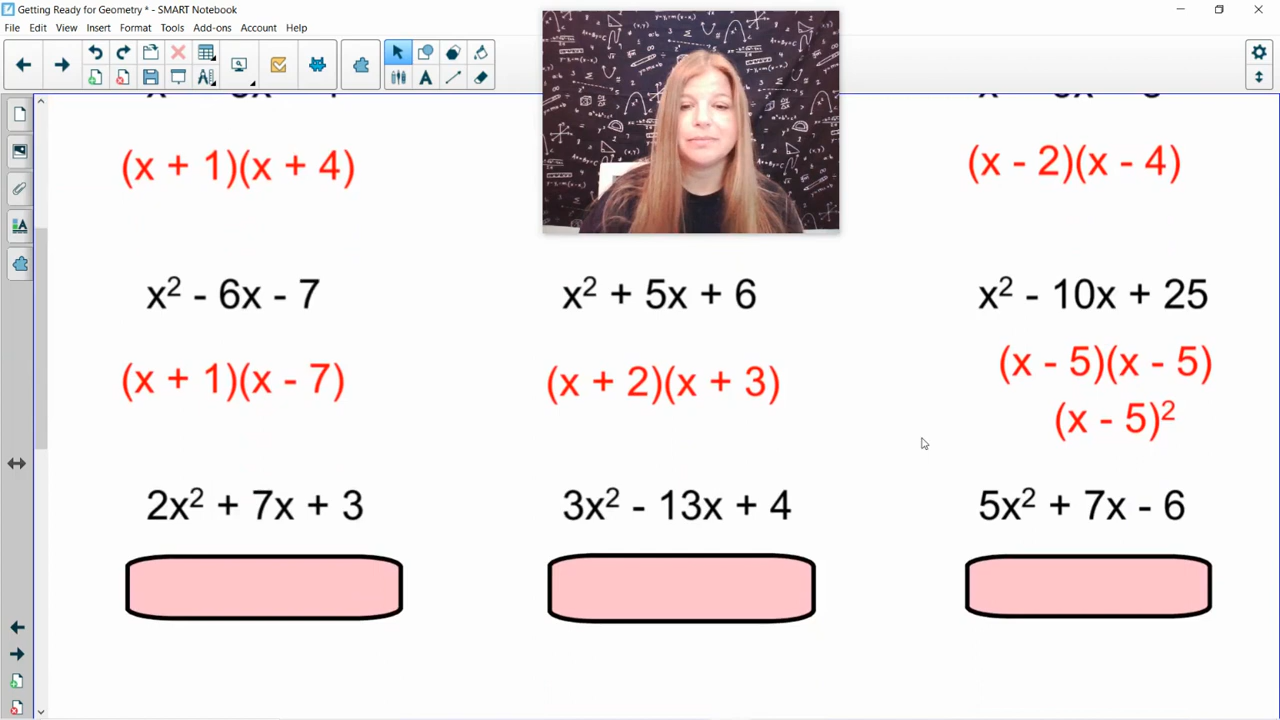 Getting Ready for Geometry * - SMART Notebook
File Edit View Insert Format Tools Add-ons Account Help
(x + 1)(x + 4)
(x - 2)(x - 4)
x² - 6x - 7
x² + 5x + 6
x² - 10x + 25
(x + 1)(x - 7)
(x + 2)(x + 3)
(x - 5)(x - 5)
(x - 5)²
2x² + 7x + 3
3x² - 13x + 4
5x² + 7x - 6